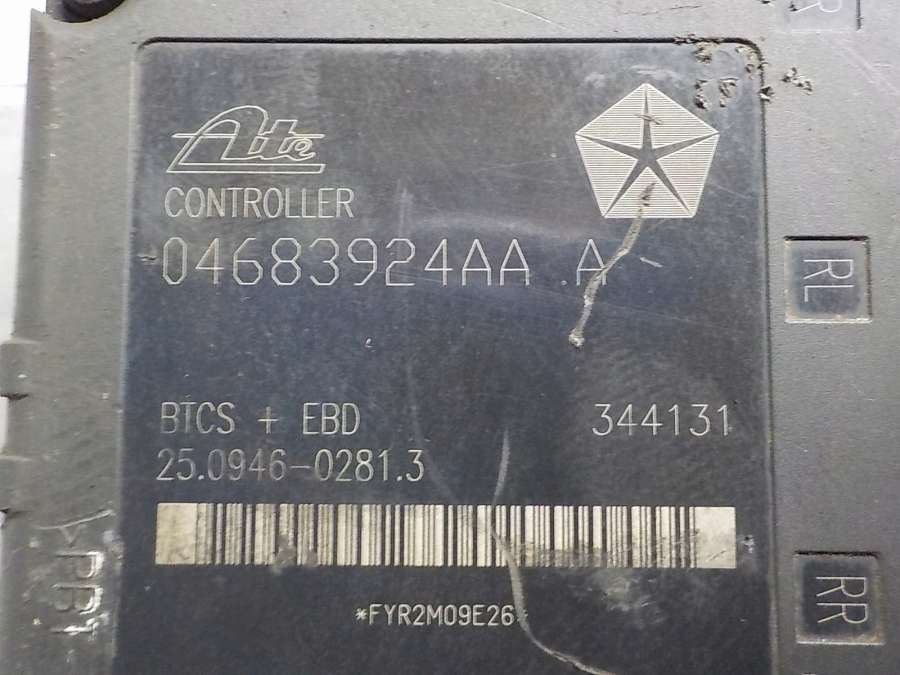 Ate
CONTROLLER
04683924AA A
RL
BTCS + EBD 344131
25.0946-0281.3
*FYR2M09E26*
RR